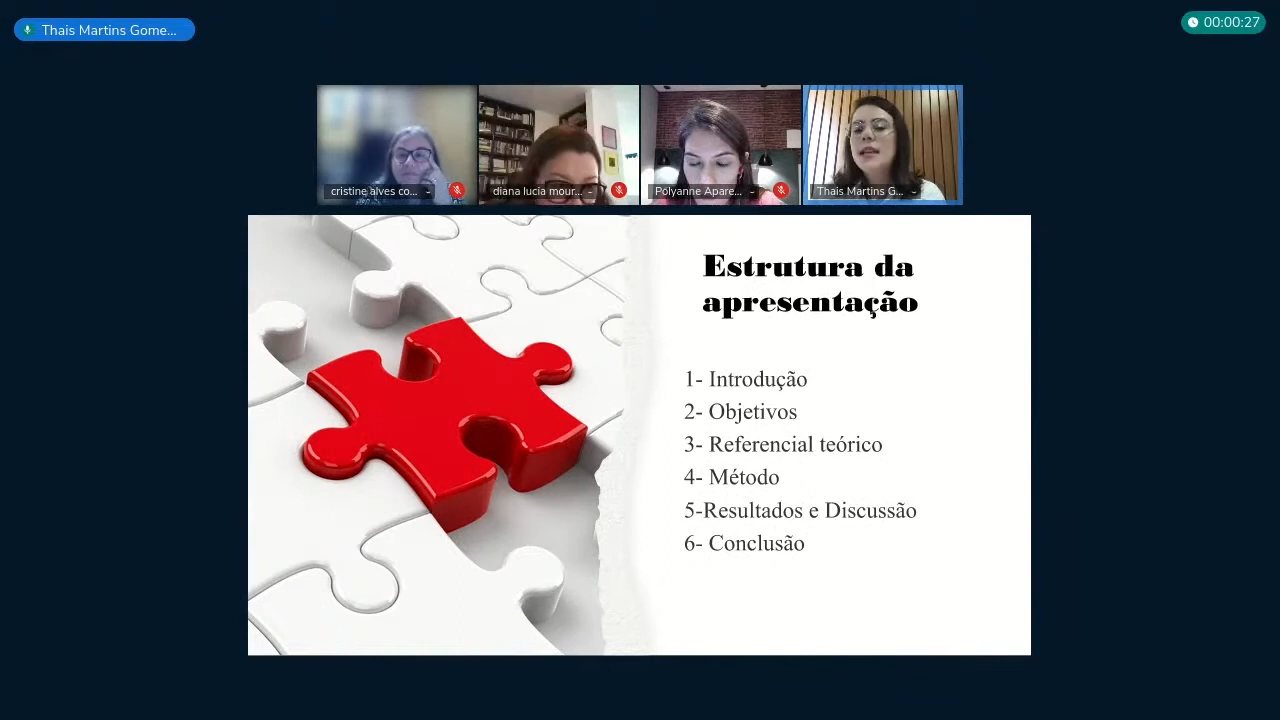 Thais Martins Gome...
00:00:27
cristine alves co...
diana lucia mour...
Polyanne Apare...
Thais Martins G...
Estrutura da
apresentação
1- Introdução
2- Objetivos
3- Referencial teórico
4- Método
5-Resultados e Discussão
6- Conclusão